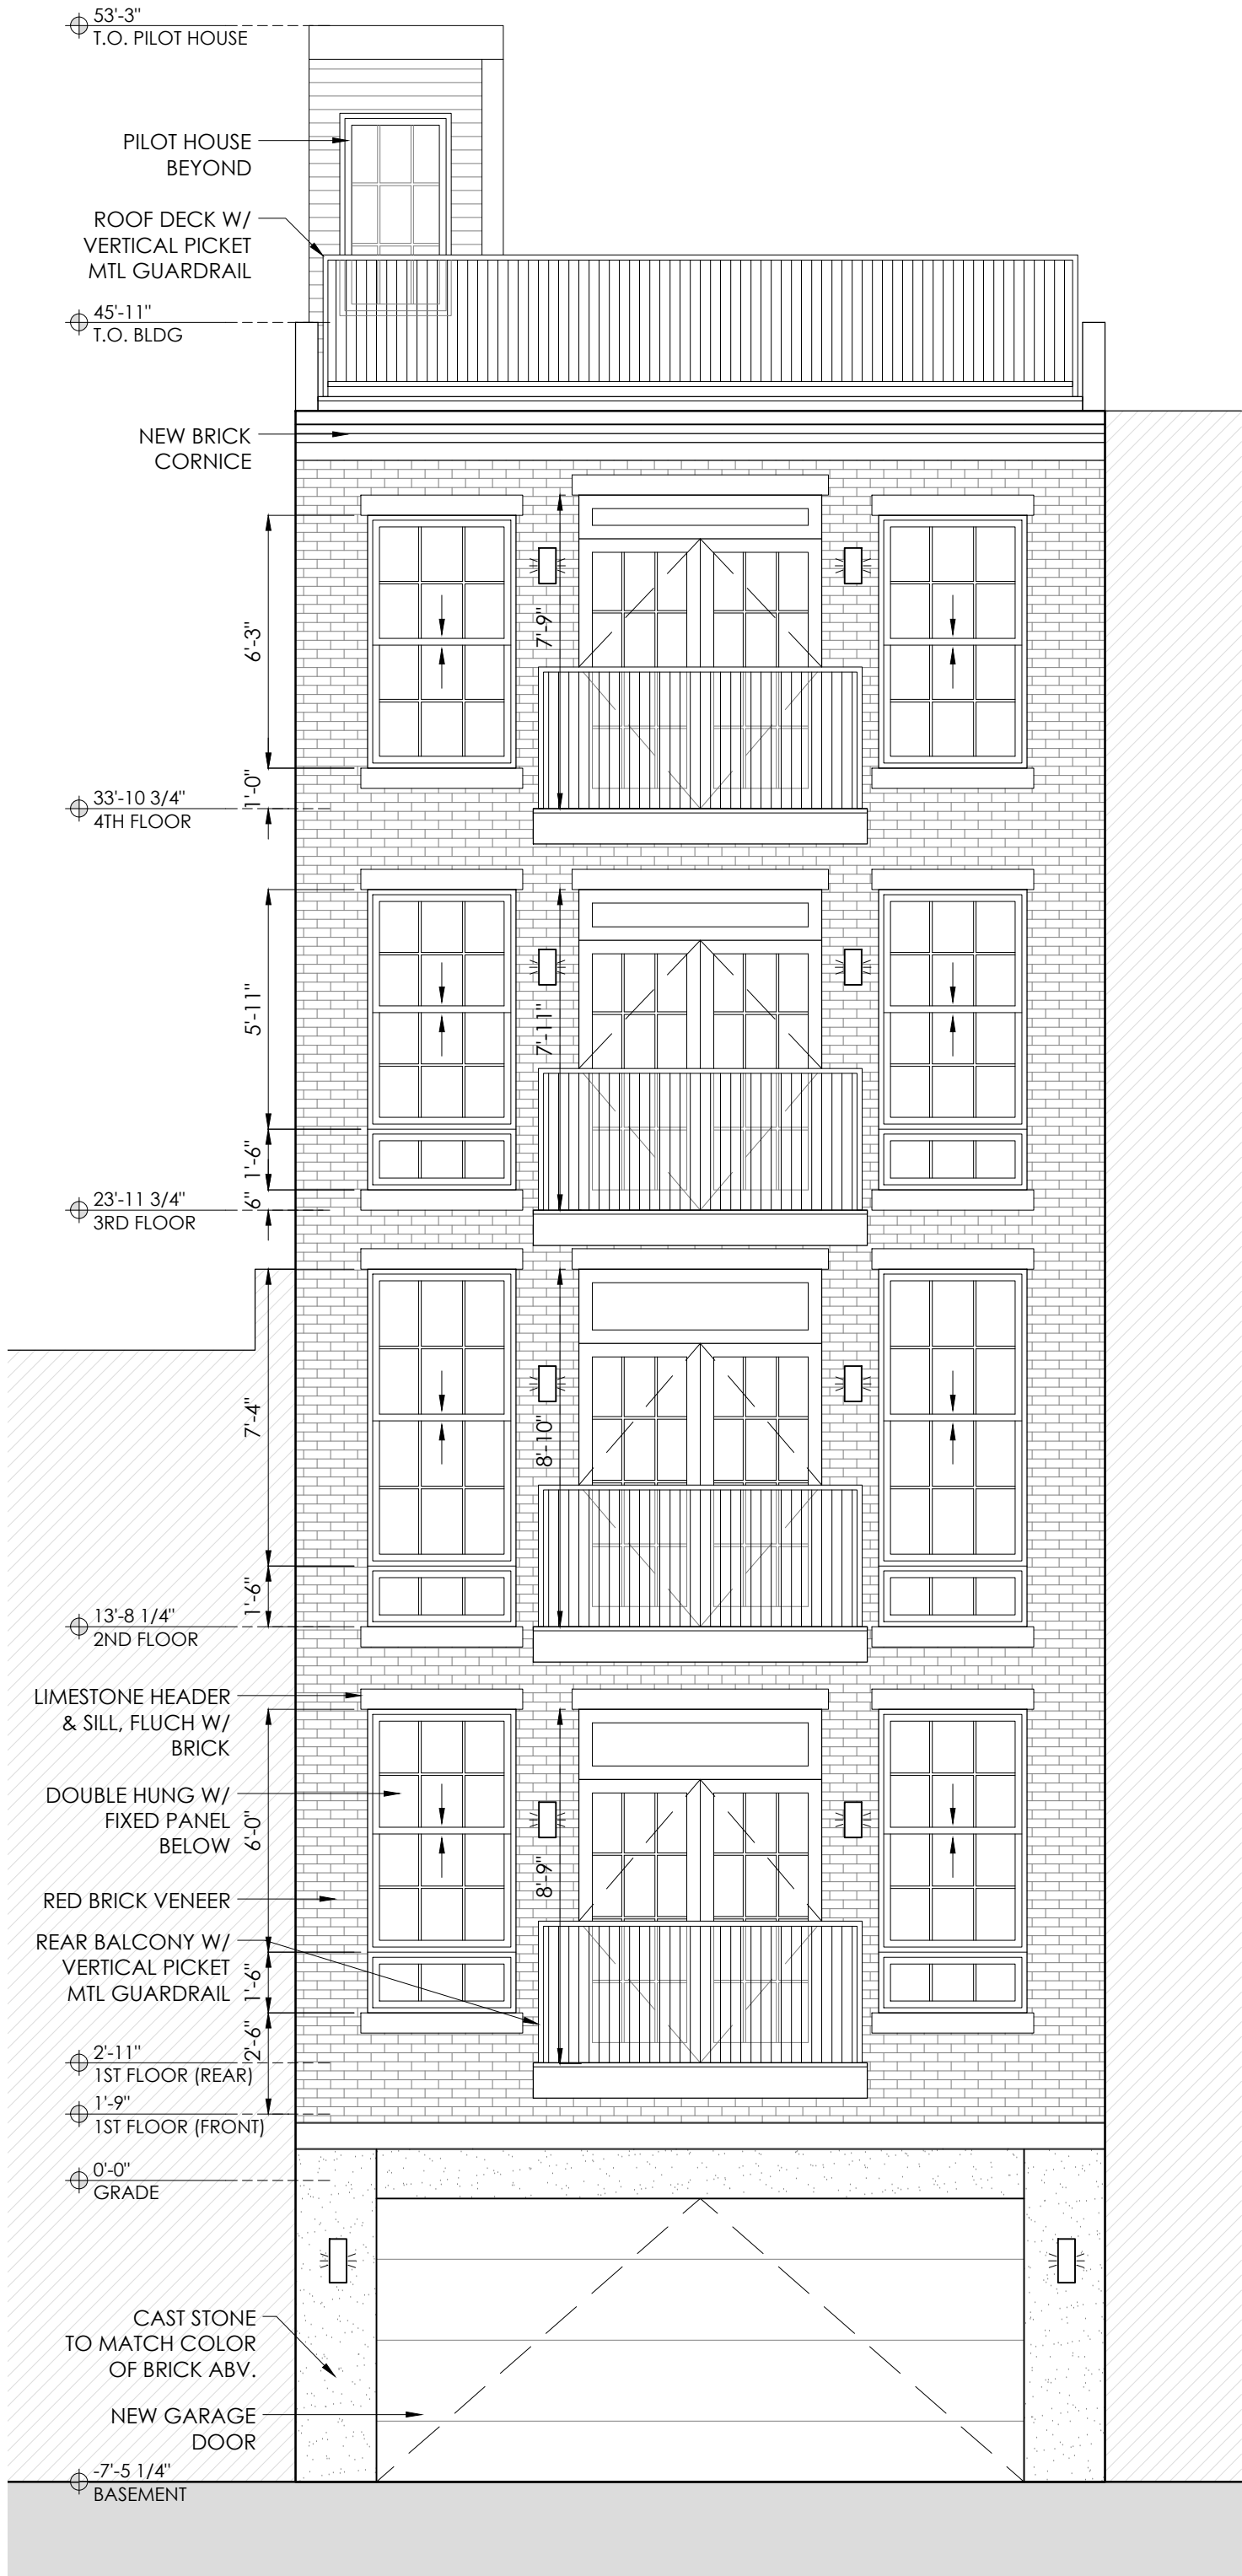 53'-3"
T.O. PILOT HOUSE
PILOT HOUSE
BEYOND
ROOF DECK W/
VERTICAL PICKET
MTL GUARDRAIL
45'-11"
T.O. BLDG
NEW BRICK
CORNICE
6'-3"
7'-9"
1'-0"
33'-10 3/4"
4TH FLOOR
5'-11"
7'-11"
1'-6"
6"
23'-11 3/4"
3RD FLOOR
7'-4"
8'-10"
1'-6"
13'-8 1/4"
2ND FLOOR
LIMESTONE HEADER
& SILL, FLUCH W/
BRICK
DOUBLE HUNG W/
FIXED PANEL
BELOW
6'-0"
8'-9"
RED BRICK VENEER
REAR BALCONY W/
VERTICAL PICKET
MTL GUARDRAIL
1'-6"
2'-6"
2'-11"
1ST FLOOR (REAR)
1'-9"
1ST FLOOR (FRONT)
0'-0"
GRADE
CAST STONE
TO MATCH COLOR
OF BRICK ABV.
NEW GARAGE
DOOR
-7'-5 1/4"
BASEMENT